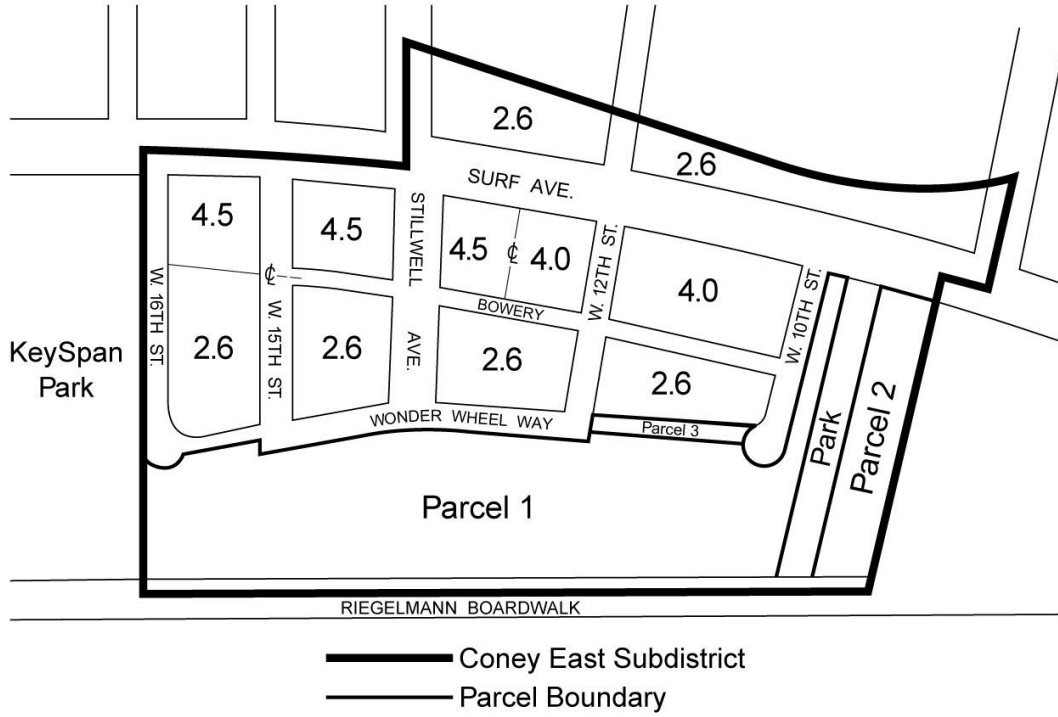 2.6
2.6
SURF AVE.
4.5
4.5
STILLWELL
AVE.
4.5
℄
4.0
W. 12TH ST.
4.0
W. 10TH ST.
W. 16TH ST.
℄
W. 15TH ST.
BOWERY
KeySpan
Park
2.6
2.6
2.6
2.6
WONDER WHEEL WAY
Parcel 3
Park
Parcel 2
Parcel 1
RIEGELMANN BOARDWALK
Coney East Subdistrict
Parcel Boundary